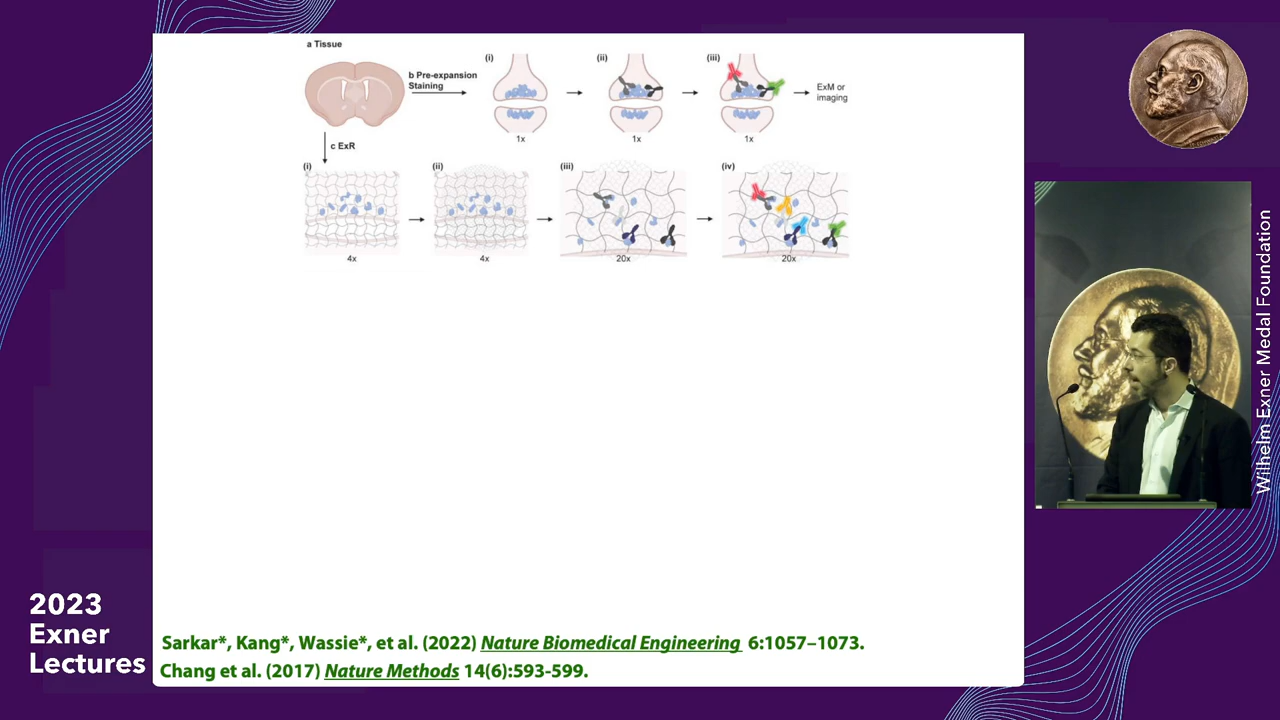 a Tissue
b Pre-expansion
Staining
(i)
(ii)
(iii)
1x
1x
1x
ExM or
imaging
c ExR
(i)
(ii)
(iii)
(iv)
4x
4x
20x
20x
Sarkar*, Kang*, Wassie*, et al. (2022) Nature Biomedical Engineering 6:1057–1073.
Chang et al. (2017) Nature Methods 14(6):593-599.
2023
Exner
Lectures
Wilhelm Exner Medal Foundation